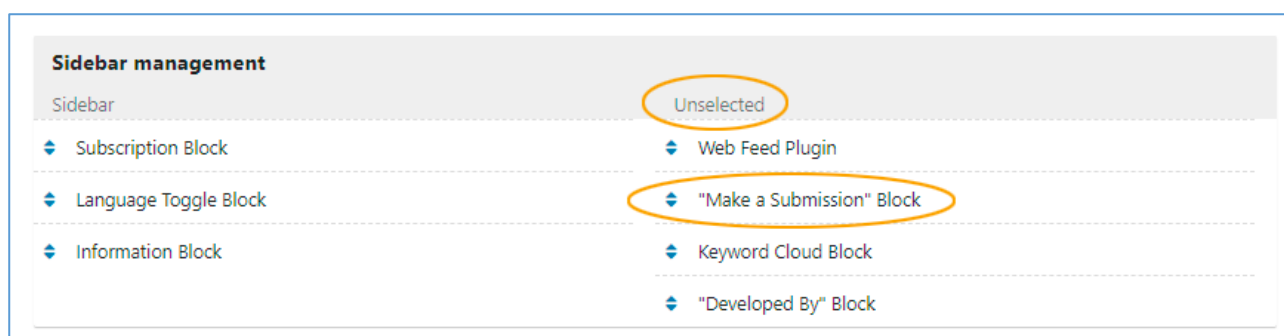 Sidebar management
Sidebar
Unselected
Subscription Block
Web Feed Plugin
Language Toggle Block
"Make a Submission" Block
Information Block
Keyword Cloud Block
"Developed By" Block